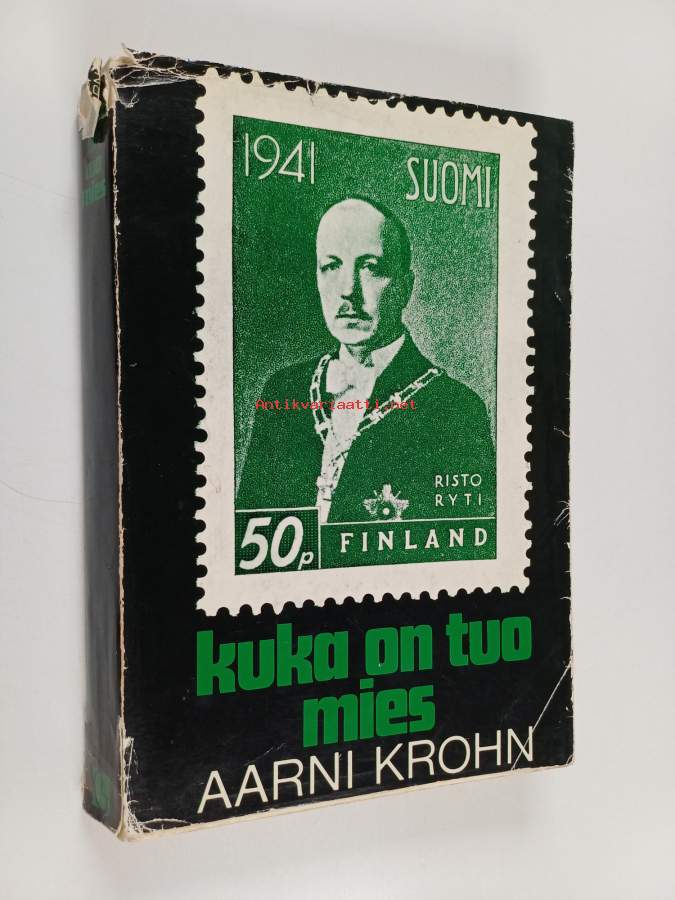 1941 SUOMI
Antikvariaatti.net
RISTO
RYTI
50p FINLAND
kuka on tuo
mies
AARNI KROHN